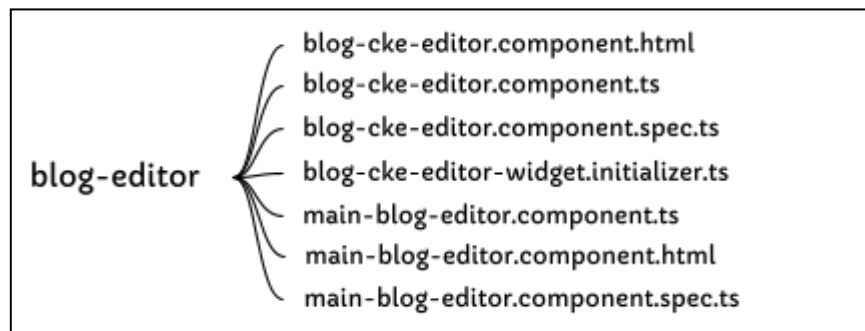 blog-editor
blog-cke-editor.component.html
blog-cke-editor.component.ts
blog-cke-editor.component.spec.ts
blog-cke-editor-widget.initializer.ts
main-blog-editor.component.ts
main-blog-editor.component.html
main-blog-editor.component.spec.ts